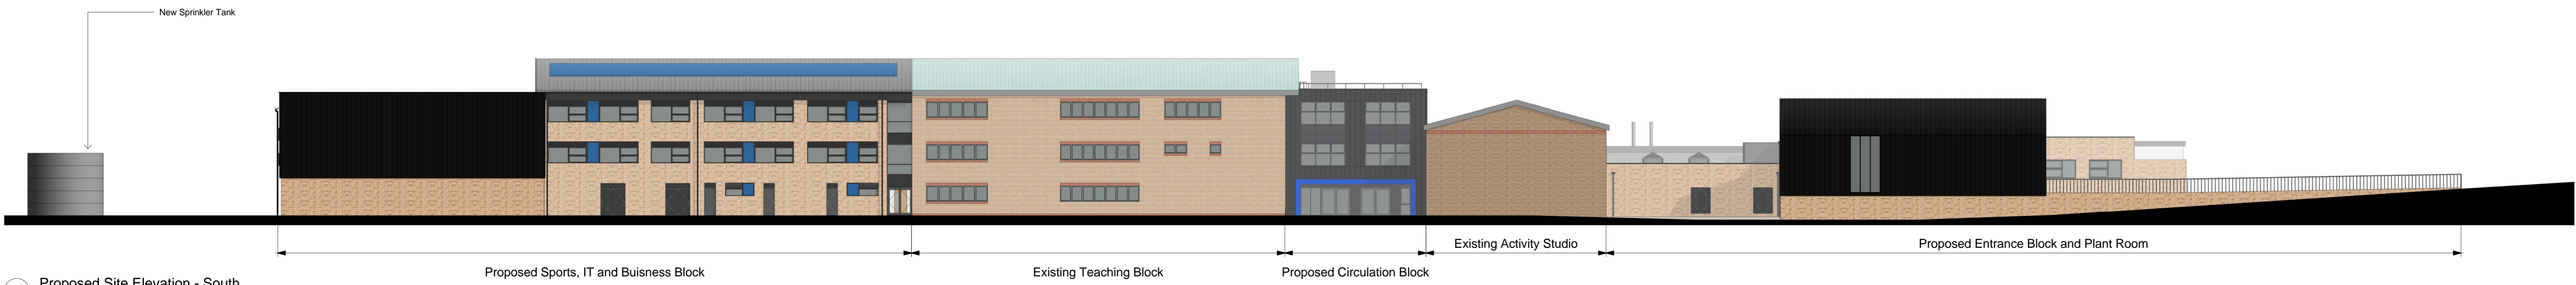 New Sprinkler Tank
Existing Activity Studio
Proposed Entrance Block and Plant Room
Proposed Sports, IT and Buisness Block
Existing Teaching Block
Proposed Circulation Block
Proposed Site Elevation - South